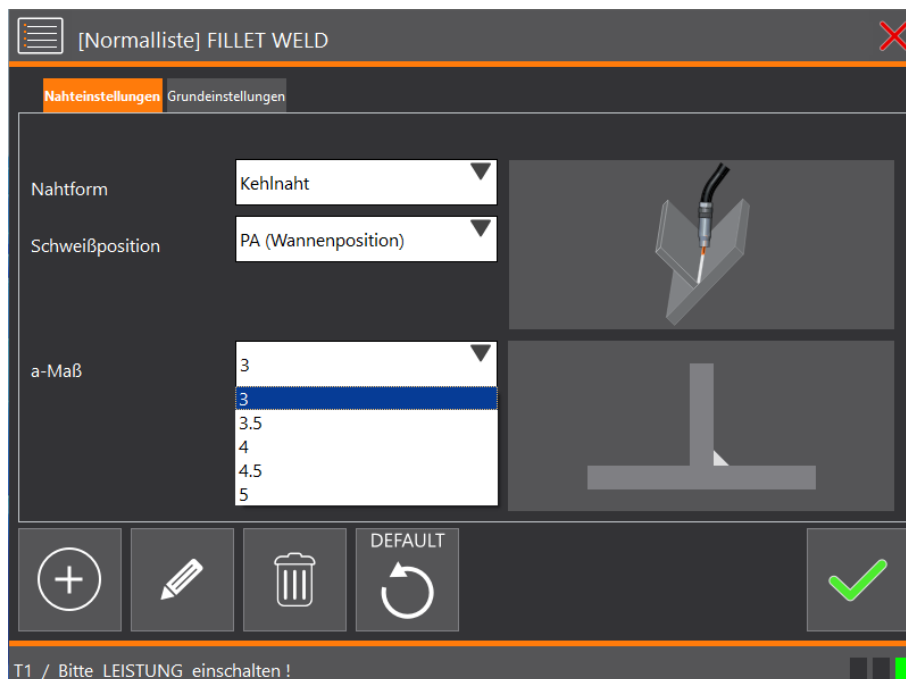 [Normalliste] FILLET WELD
Nahteinstellungen Grundeinstellungen
Nahtform Kehlnaht
Schweißposition PA (Wannenposition)
a-Maß 3
3
3.5
4
4.5
5
DEFAULT
T1 / Bitte LEISTUNG einschalten !